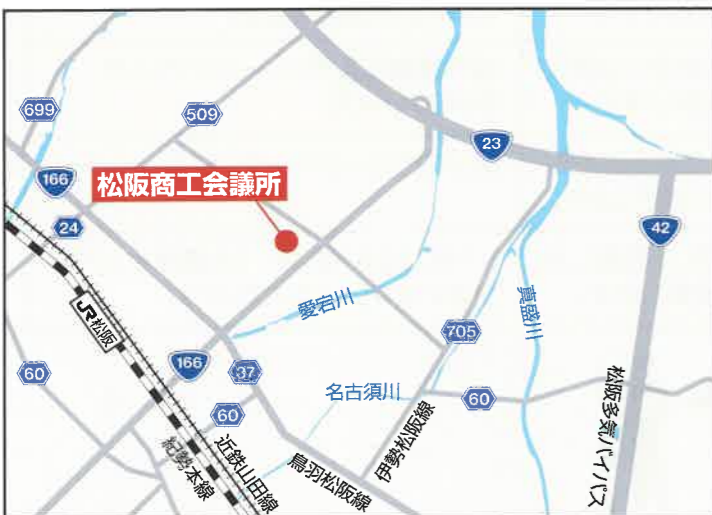 699
509
23
166
松阪商工会議所
24
42
愛宕川
真盛川
JR松阪
705
166
37
60
名古須川
60
60
松阪多気バイパス
伊勢松阪線
近鉄山田線
紀勢本線
鳥羽松阪線